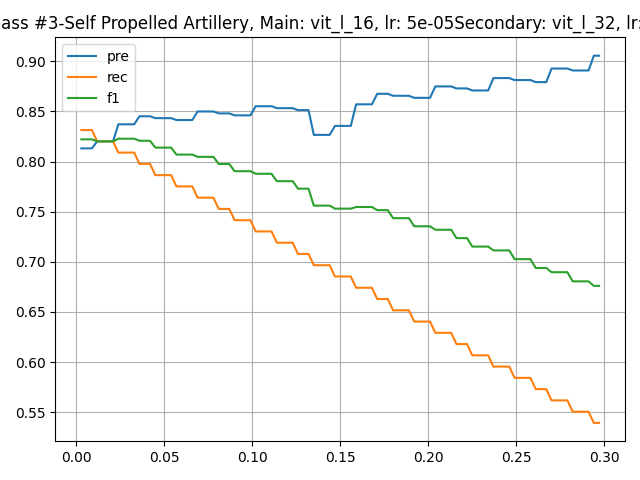 ass #3-Self Propelled Artillery, Main: vit_l_16, lr: 5e-05Secondary: vit_l_32, lr:
pre
rec
f1
0.90
0.85
0.80
0.75
0.70
0.65
0.60
0.55
0.00 0.05 0.10 0.15 0.20 0.25 0.30